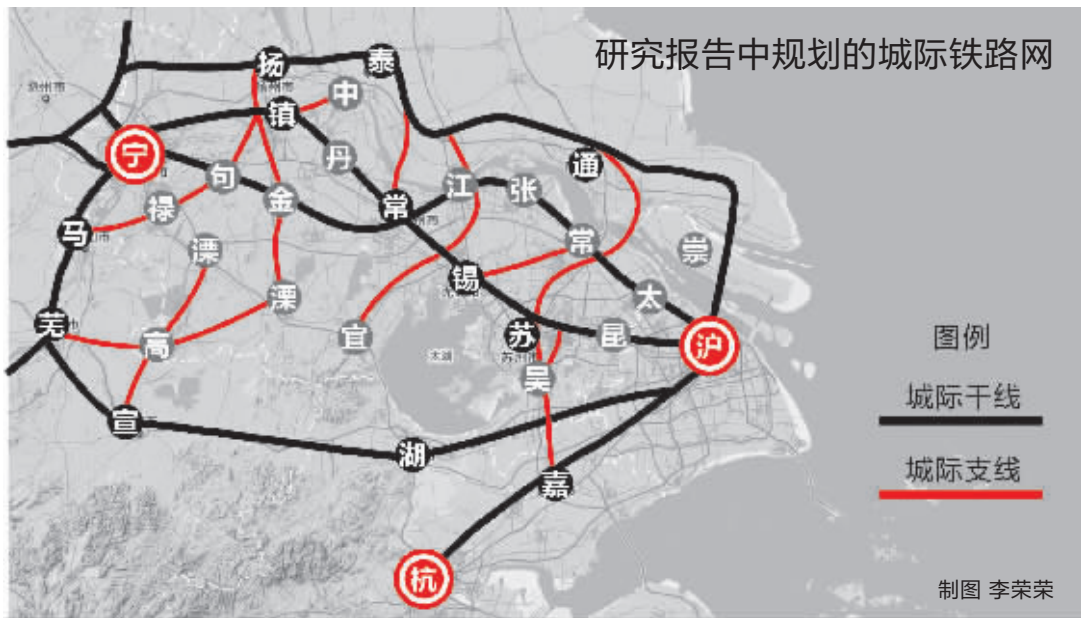 研究报告中规划的城际铁路网
扬
泰
镇
中
宁
丹
通
句
金
江
张
禄
常
马
溧
常
崇
锡
溧
太
芜
高
宜
苏
昆
沪
太湖
吴
宣
湖
嘉
杭
图例
城际干线
城际支线
制图 李荣荣